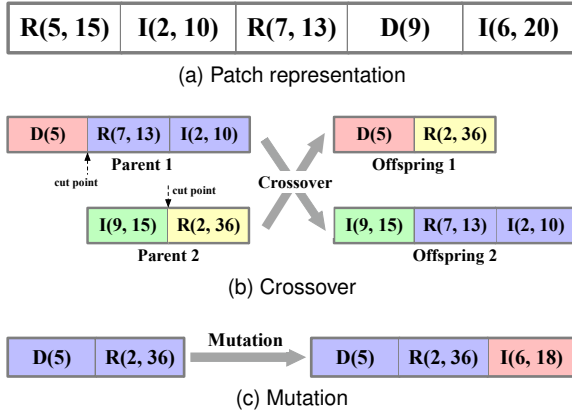 R(5, 15) I(2, 10) R(7, 13) D(9) I(6, 20)
(a) Patch representation
D(5) R(7, 13) I(2, 10) D(5) R(2, 36)
Parent 1 Offspring 1
cut point
Crossover
cut point
I(9, 15) R(2, 36) I(9, 15) R(7, 13) I(2, 10)
Parent 2 Offspring 2
(b) Crossover
Mutation
D(5) R(2, 36) D(5) R(2, 36) I(6, 18)
(c) Mutation